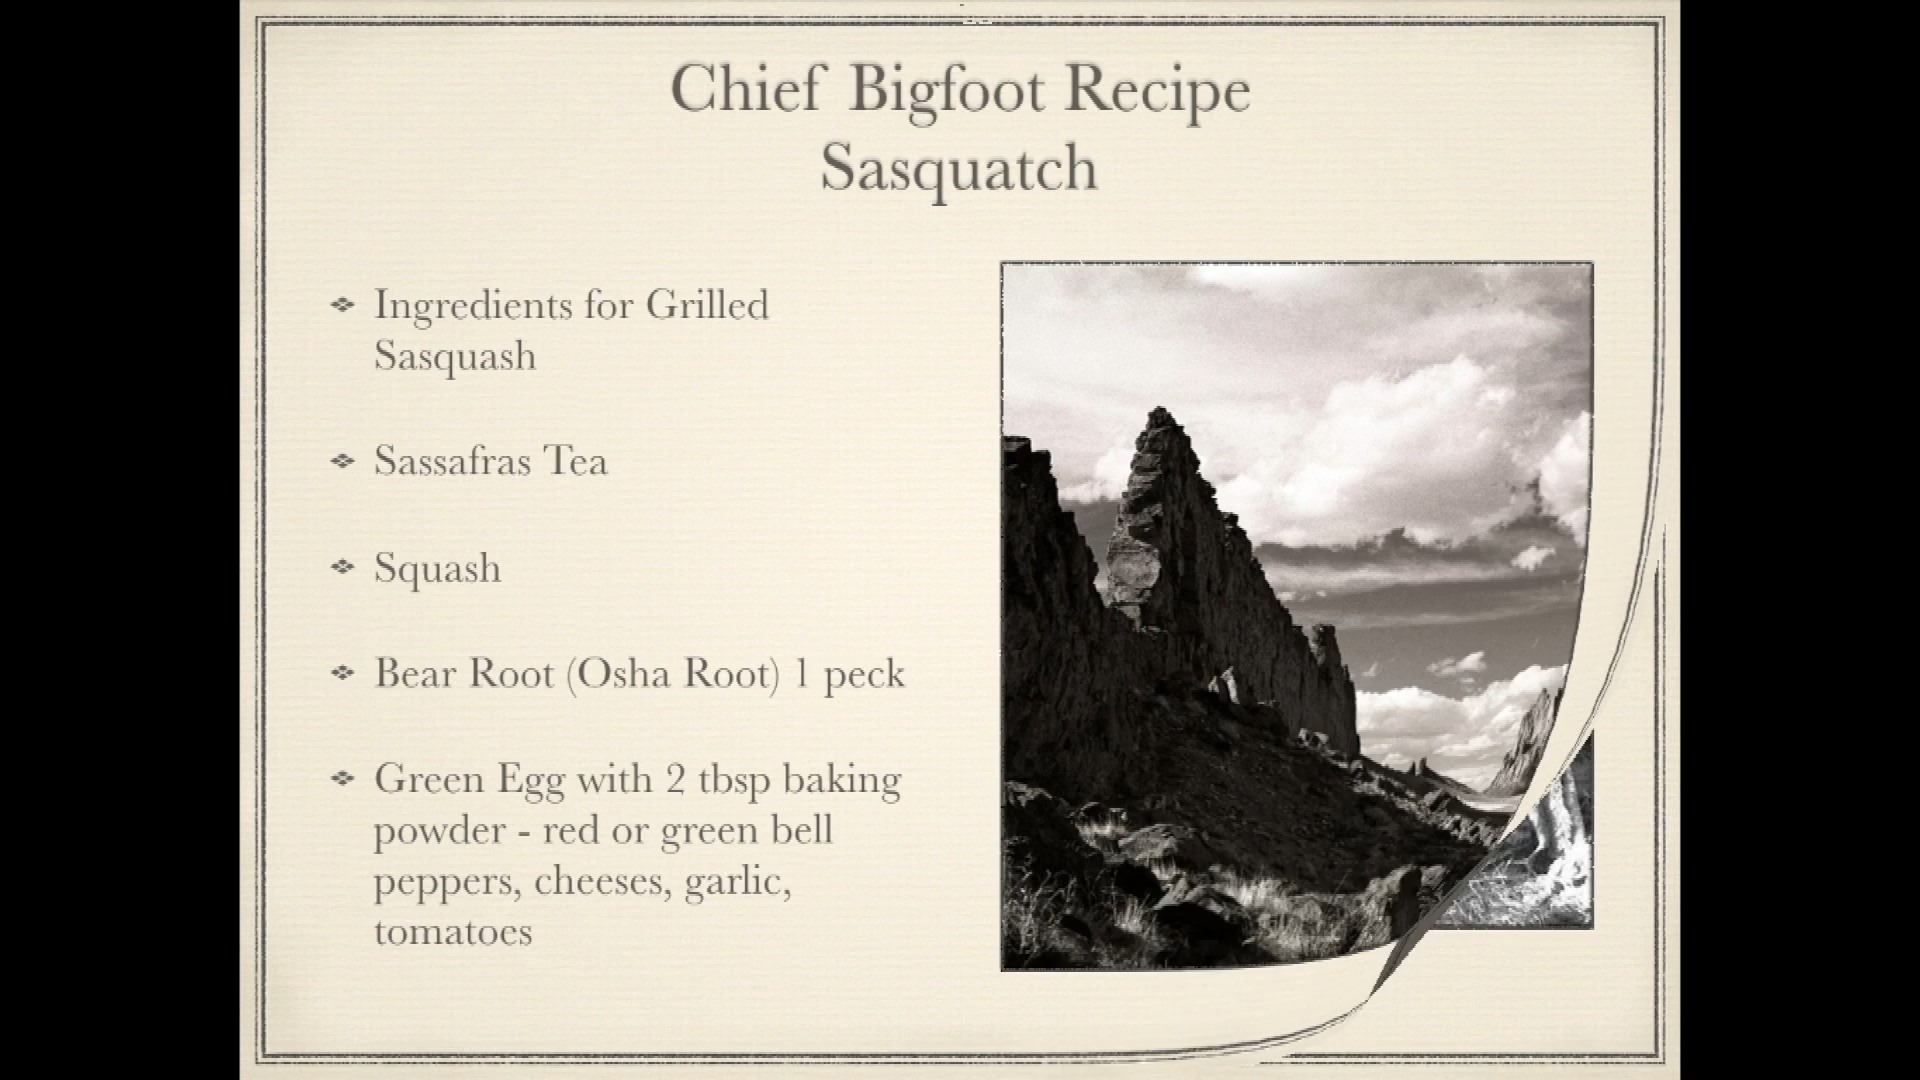 Chief Bigfoot Recipe
Sasquatch
Ingredients for Grilled
Sasquash
Sassafras Tea
Squash
Bear Root (Osha Root) 1 peck
Green Egg with 2 tbsp baking
powder - red or green bell
peppers, cheeses, garlic,
tomatoes